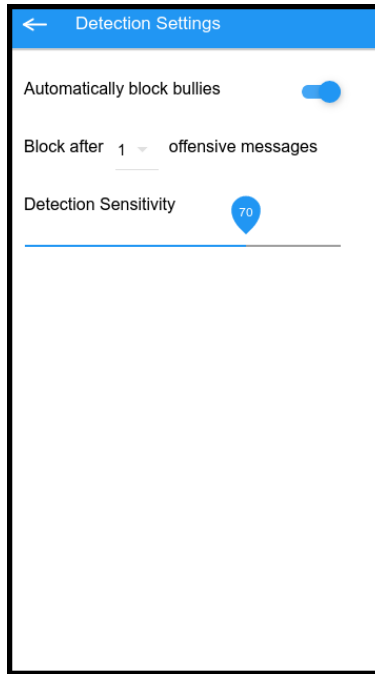 Detection Settings
Automatically block bullies
Block after 1 offensive messages
Detection Sensitivity
70